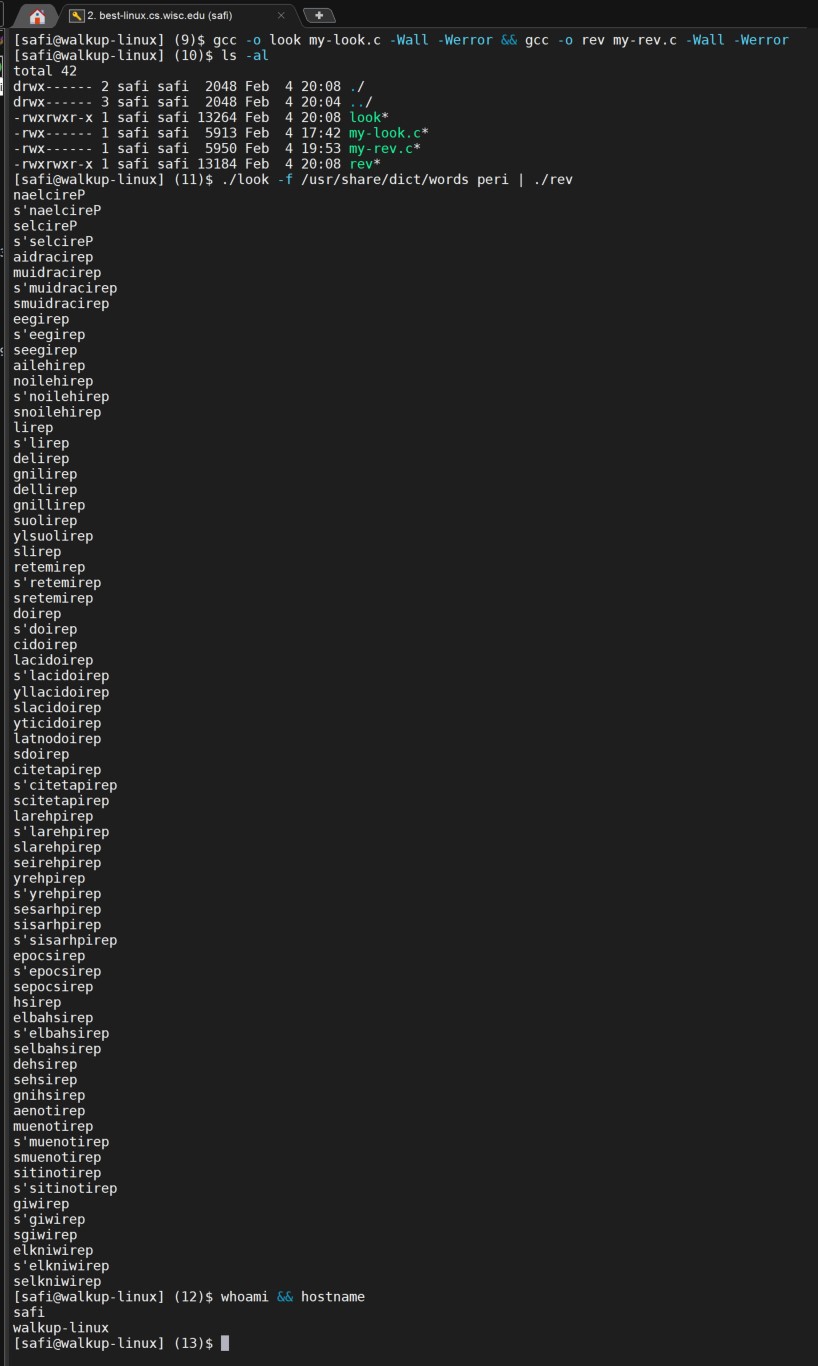 2. best-linux.cs.wisc.edu (safi)
[safi@walkup-linux] (9)$ gcc -o look my-look.c -Wall -Werror && gcc -o rev my-rev.c -Wall -Werror
[safi@walkup-linux] (10)$ ls -al
total 42
drwx------ 2 safi safi  2048 Feb  4 20:08 ./
drwx------ 3 safi safi  2048 Feb  4 20:04 ../
-rwxrwxr-x 1 safi safi 13264 Feb  4 20:08 look*
-rwx------ 1 safi safi  5913 Feb  4 17:42 my-look.c*
-rwx------ 1 safi safi  5950 Feb  4 19:53 my-rev.c*
-rwxrwxr-x 1 safi safi 13184 Feb  4 20:08 rev*
[safi@walkup-linux] (11)$ ./look -f /usr/share/dict/words peri | ./rev
naelcireP
s'naelcireP
selcireP
s'selcireP
aidracirep
muidracirep
s'muidracirep
smuidracirep
eegirep
s'eegirep
seegirep
ailehirep
noilehirep
s'noilehirep
snoilehirep
lirep
s'lirep
delirep
gnilirep
dellirep
gnillirep
suolirep
ylsuolirep
slirep
retemirep
s'retemirep
sretemirep
doirep
s'doirep
cidoirep
lacidoirep
s'lacidoirep
yllacidoirep
slacidoirep
yticidoirep
latnodoirep
sdoirep
citetapirep
s'citetapirep
scitetapirep
larehpirep
s'larehpirep
slarehpirep
seirehpirep
yrehpirep
s'yrehpirep
sesarhpirep
sisarhpirep
s'sisarhpirep
epocsirep
s'epocsirep
sepocsirep
hsirep
elbahsirep
s'elbahsirep
selbahsirep
dehsirep
sehsirep
gnihsirep
aenotirep
muenotirep
s'muenotirep
smuenotirep
sitinotirep
s'sitinotirep
giwirep
s'giwirep
sgiwirep
elkniwirep
s'elkniwirep
selkniwirep
[safi@walkup-linux] (12)$ whoami && hostname
safi
walkup-linux
[safi@walkup-linux] (13)$